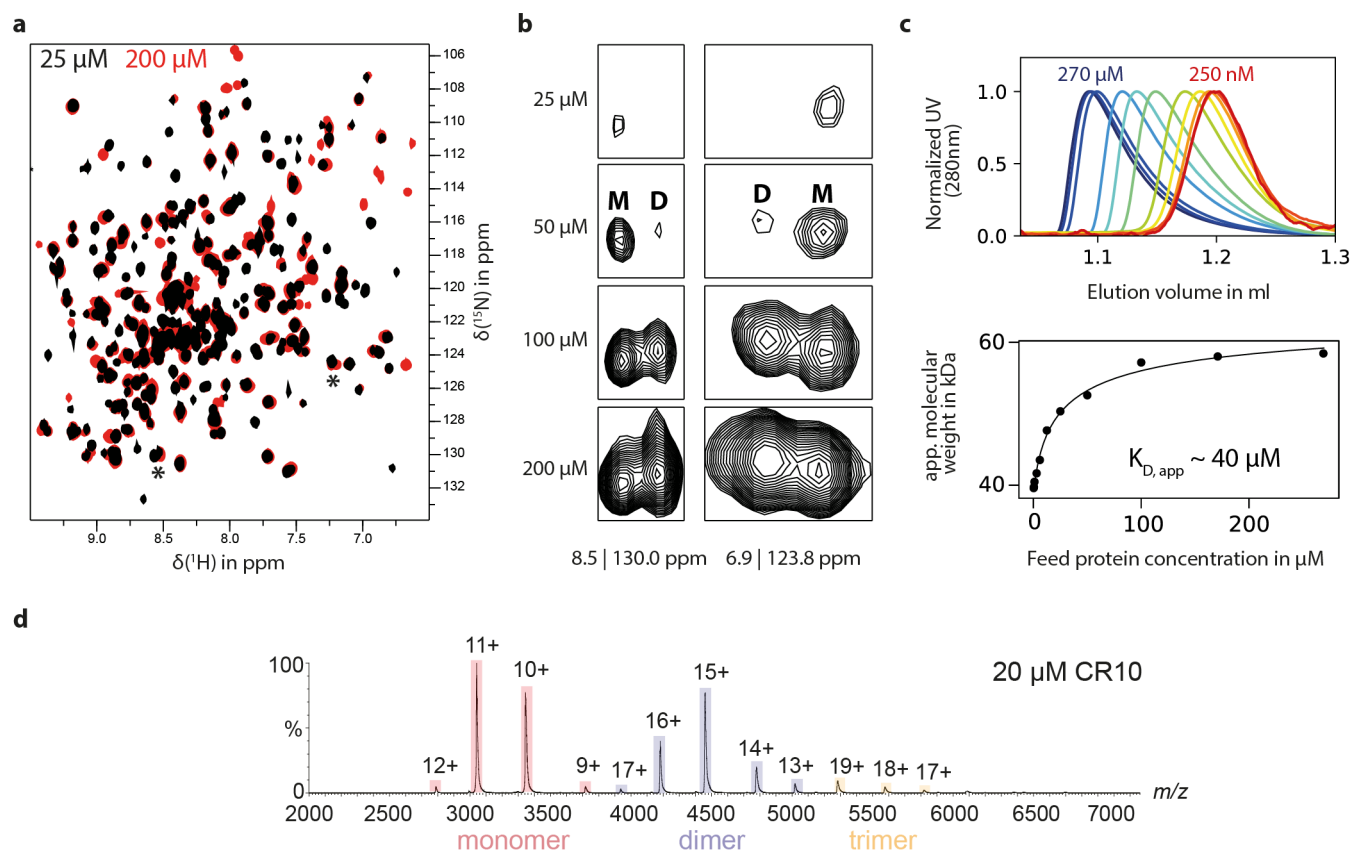 a
25 µM 200 µM
106
108
110
112
114
116
118
120
122
124
126
128
130
132
δ(¹⁵N) in ppm
*
*
9.0 8.5 8.0 7.5 7.0
δ(¹H) in ppm
b
25 µM
50 µM
M D
D M
100 µM
200 µM
8.5 | 130.0 ppm 6.9 | 123.8 ppm
c
270 µM 250 nM
1.0
0.5
0.0
Normalized UV
(280nm)
1.1 1.2 1.3
Elution volume in ml
60
40
app. molecular
weight in kDa
K D, app ~ 40 µM
0 100 200
Feed protein concentration in µM
d
20 µM CR10
100
%
0
12+ 11+ 10+ 9+ 17+ 16+ 15+ 14+ 13+ 19+ 18+ 17+
2000 2500 3000 3500 4000 4500 5000 5500 6000 6500 7000
m/z
monomer dimer trimer